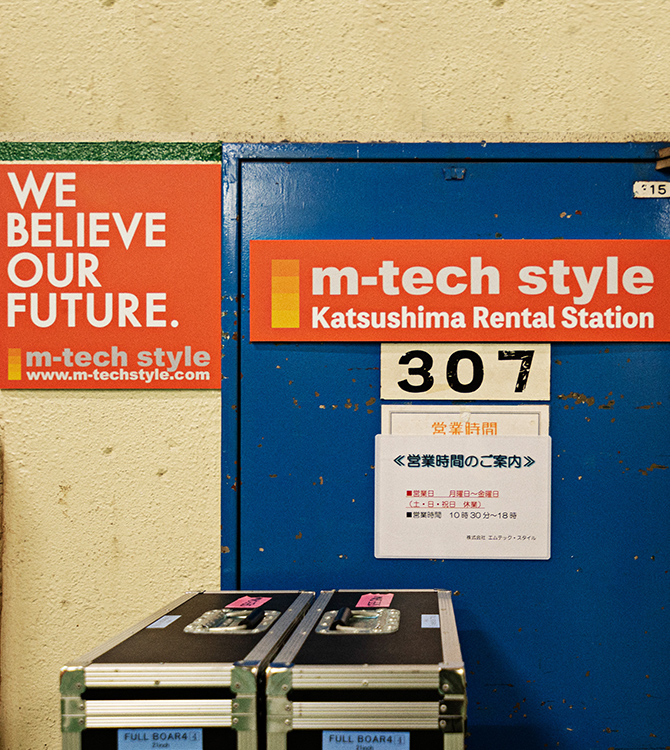 WE
BELIEVE
OUR
FUTURE.
m-tech style
www.m-techstyle.com
15
m-tech style
Katsushima Rental Station
307
営業時間
≪営業時間のご案内≫
■営業日 月曜日～金曜日
(土・日・祝日 休業)
■営業時間 10時30分～18時
株式会社 エムテック・スタイル
FULL BOAR4
21inch
FULL BOAR4
21inch